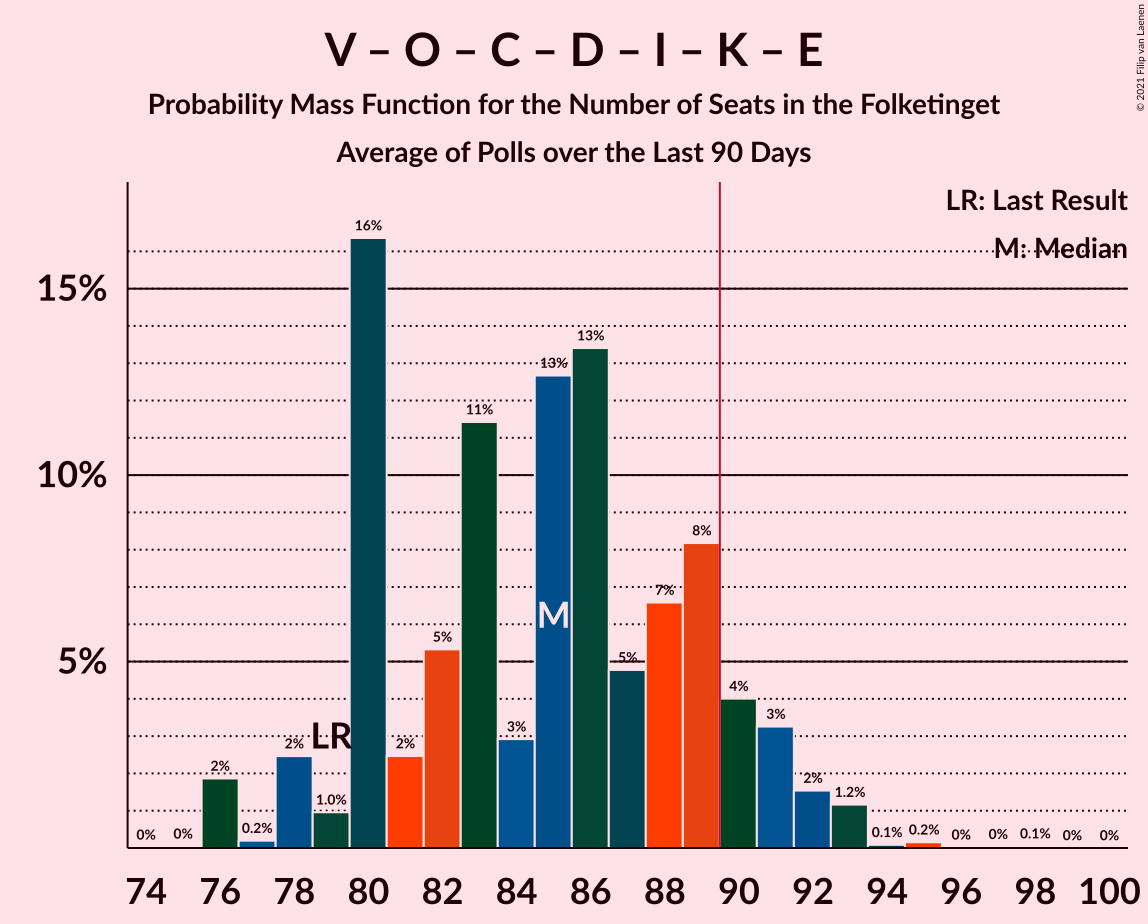 V – O – C – D – I – K – E
Probability Mass Function for the Number of Seats in the Folketinget
Average of Polls over the Last 90 Days
© 2021 Filip van Laenen
LR: Last Result
M: Median
15%
10%
5%
0% 0% 2% 0.2% 2% 1.0% 16% 2% 5% 11% 3% 13% 13% 5% 7% 8% 4% 3% 2% 1.2% 0.1% 0.2% 0% 0% 0.1% 0% 0%
LR
M
74 76 78 80 82 84 86 88 90 92 94 96 98 100